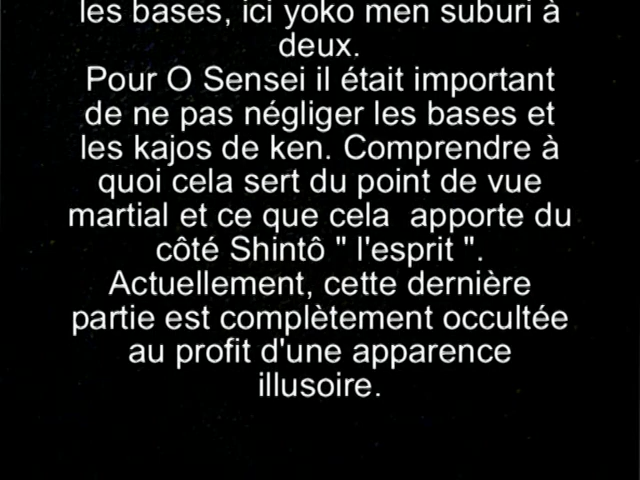 les bases, ici yoko men suburi à
deux.
Pour O Sensei il était important
de ne pas négliger les bases et
les kajos de ken. Comprendre à
quoi cela sert du point de vue
martial et ce que cela  apporte du
côté Shintô " l'esprit ".
Actuellement, cette dernière
partie est complètement occultée
au profit d'une apparence
illusoire.